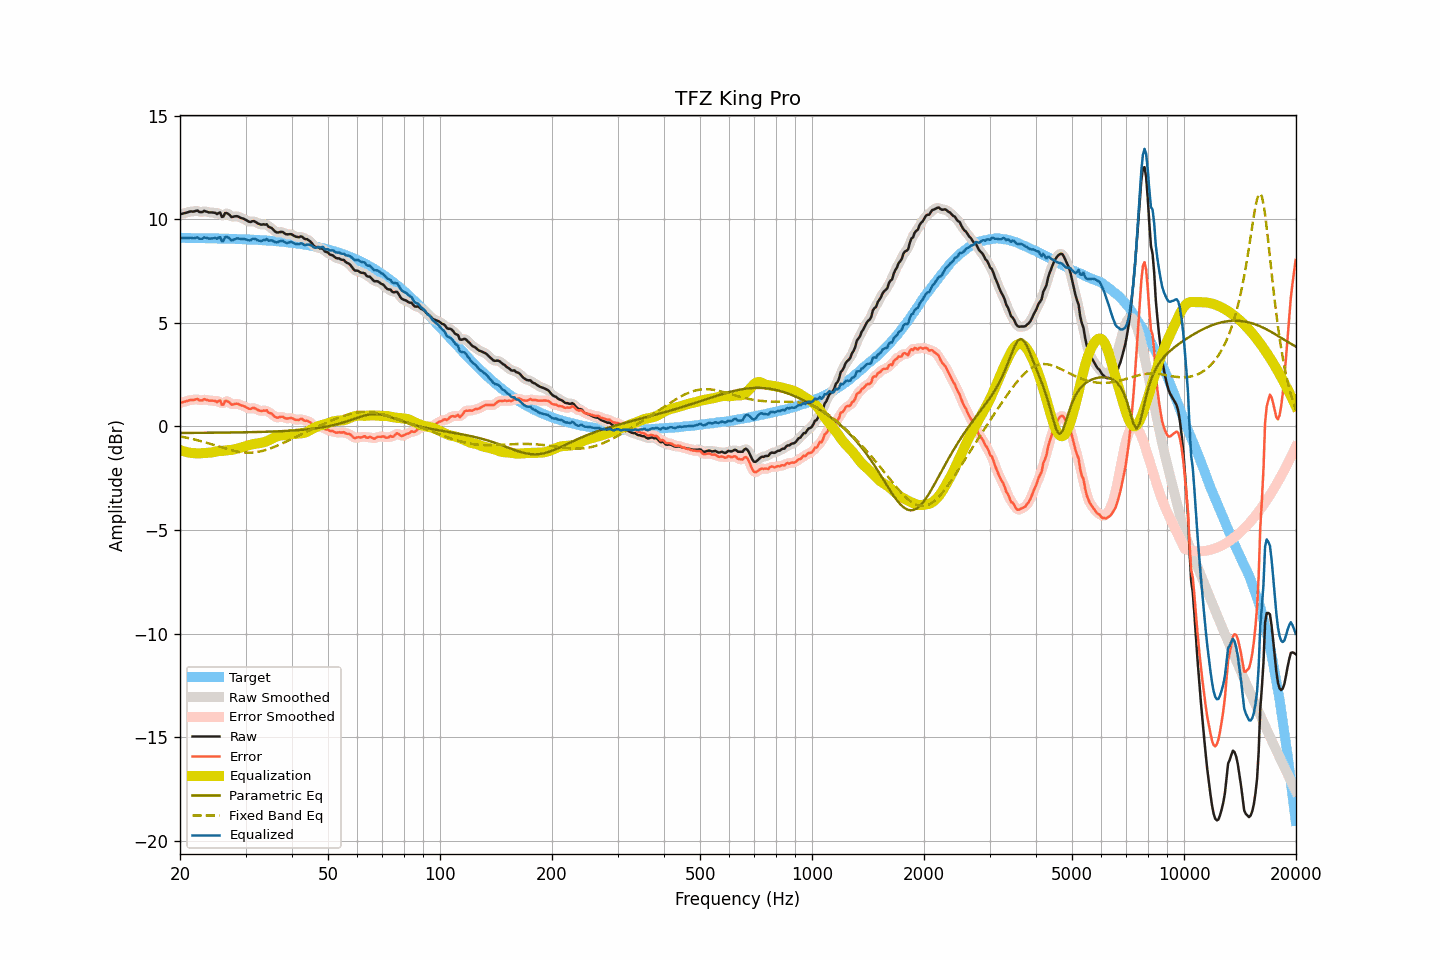 TFZ King Pro
15
10
5
0
−5
−10
−15
−20
Amplitude (dBr)
Target
Raw Smoothed
Error Smoothed
Raw
Error
Equalization
Parametric Eq
Fixed Band Eq
Equalized
20 50 100 200 500 1000 2000 5000 10000 20000
Frequency (Hz)